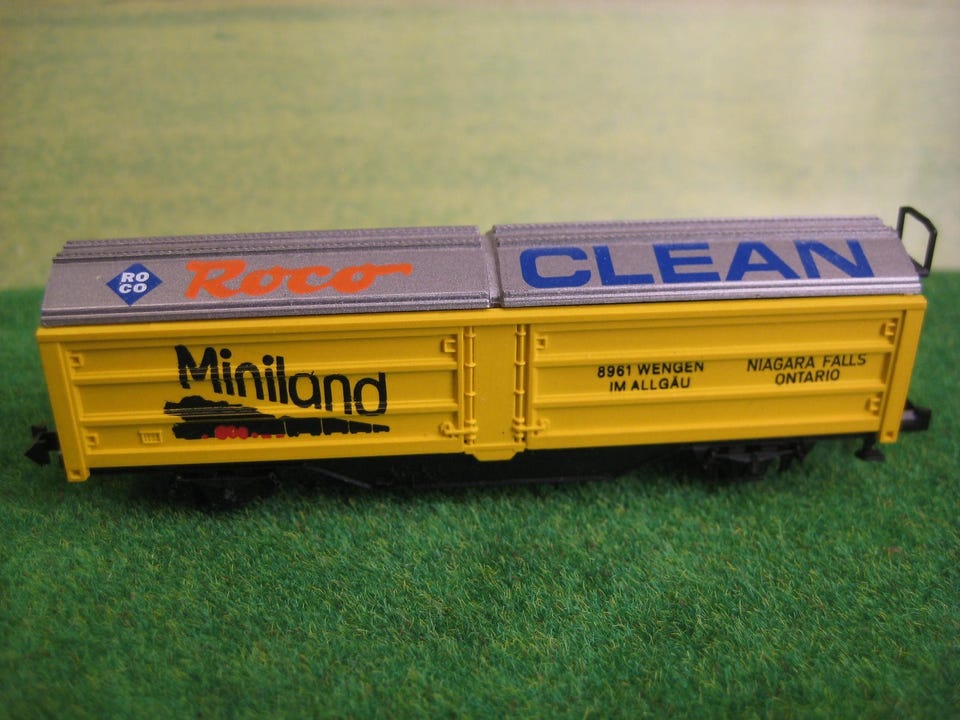 RO
CO
Roco
CLEAN
Miniland
8961 WENGEN
IM ALLGÄU
NIAGARA FALLS
ONTARIO